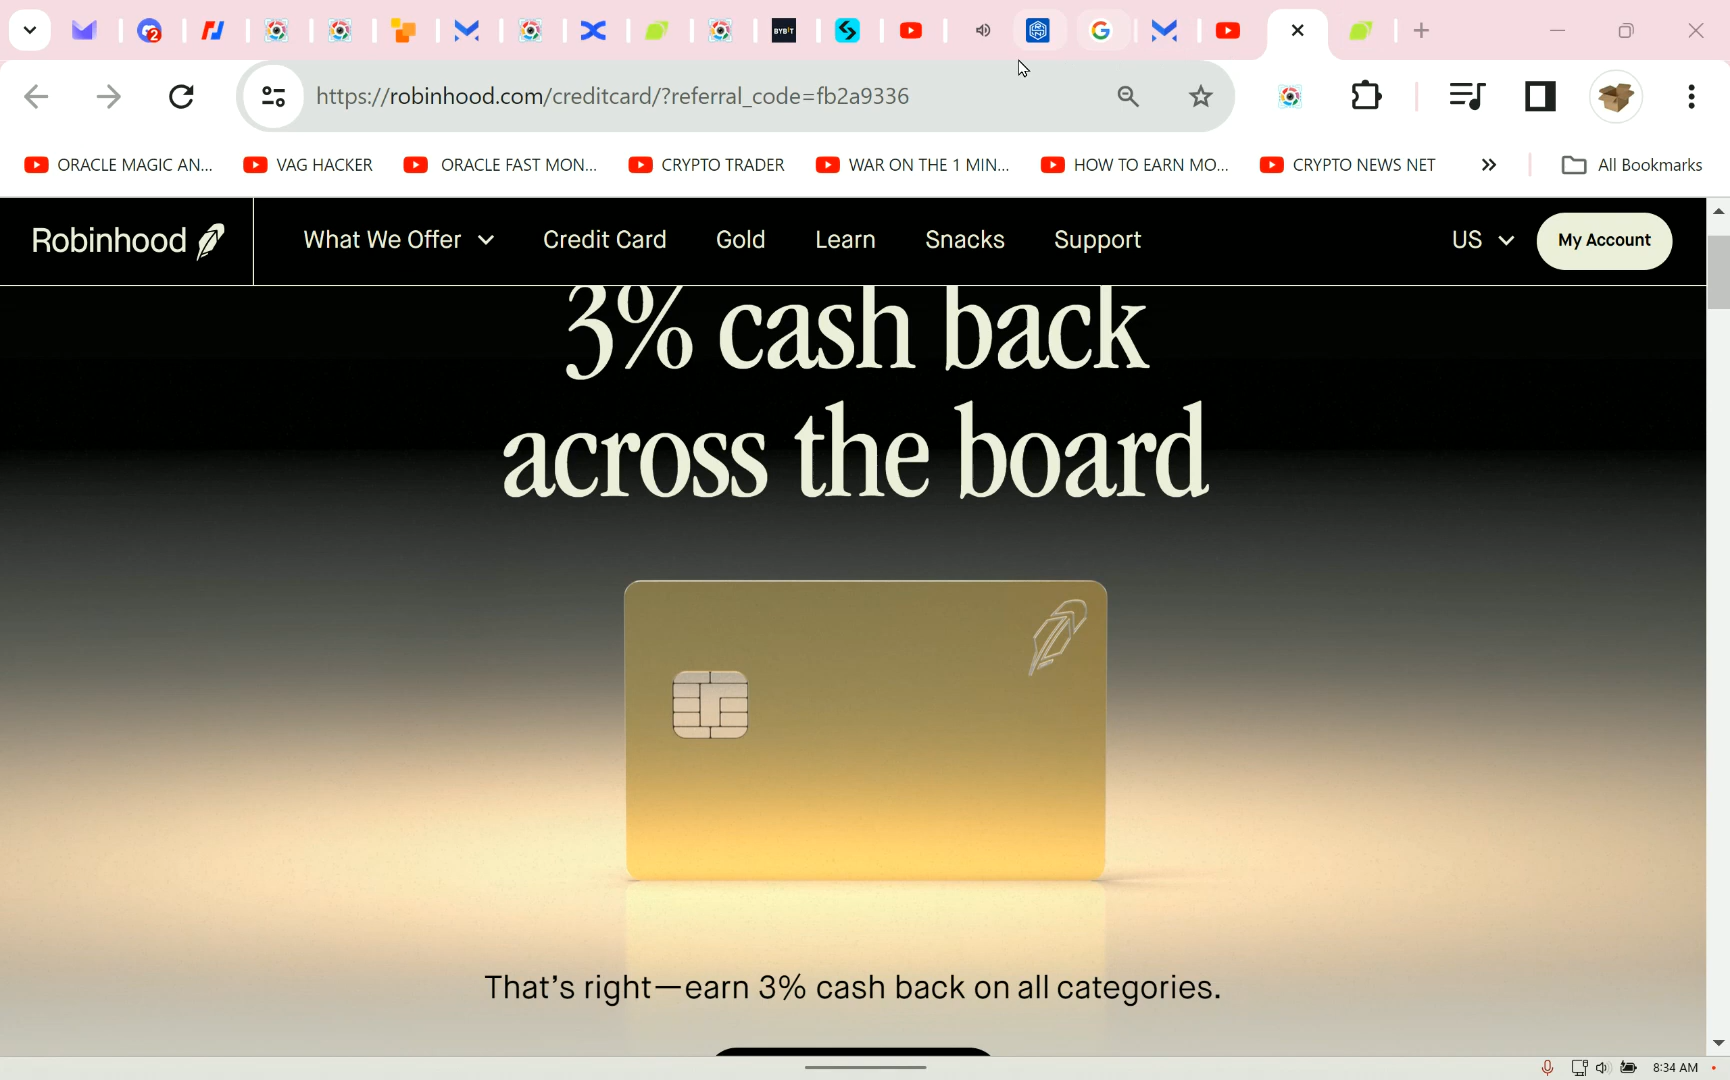 2
BYBIT
https://robinhood.com/creditcard/?referral_code=fb2a9336
ORACLE MAGIC AN...
VAG HACKER
ORACLE FAST MON...
CRYPTO TRADER
WAR ON THE 1 MIN...
HOW TO EARN MO...
CRYPTO NEWS NET
All Bookmarks
Robinhood
What We Offer
Credit Card
Gold
Learn
Snacks
Support
US
My Account
3% cash back
across the board
That's right—earn 3% cash back on all categories.
8:34 AM